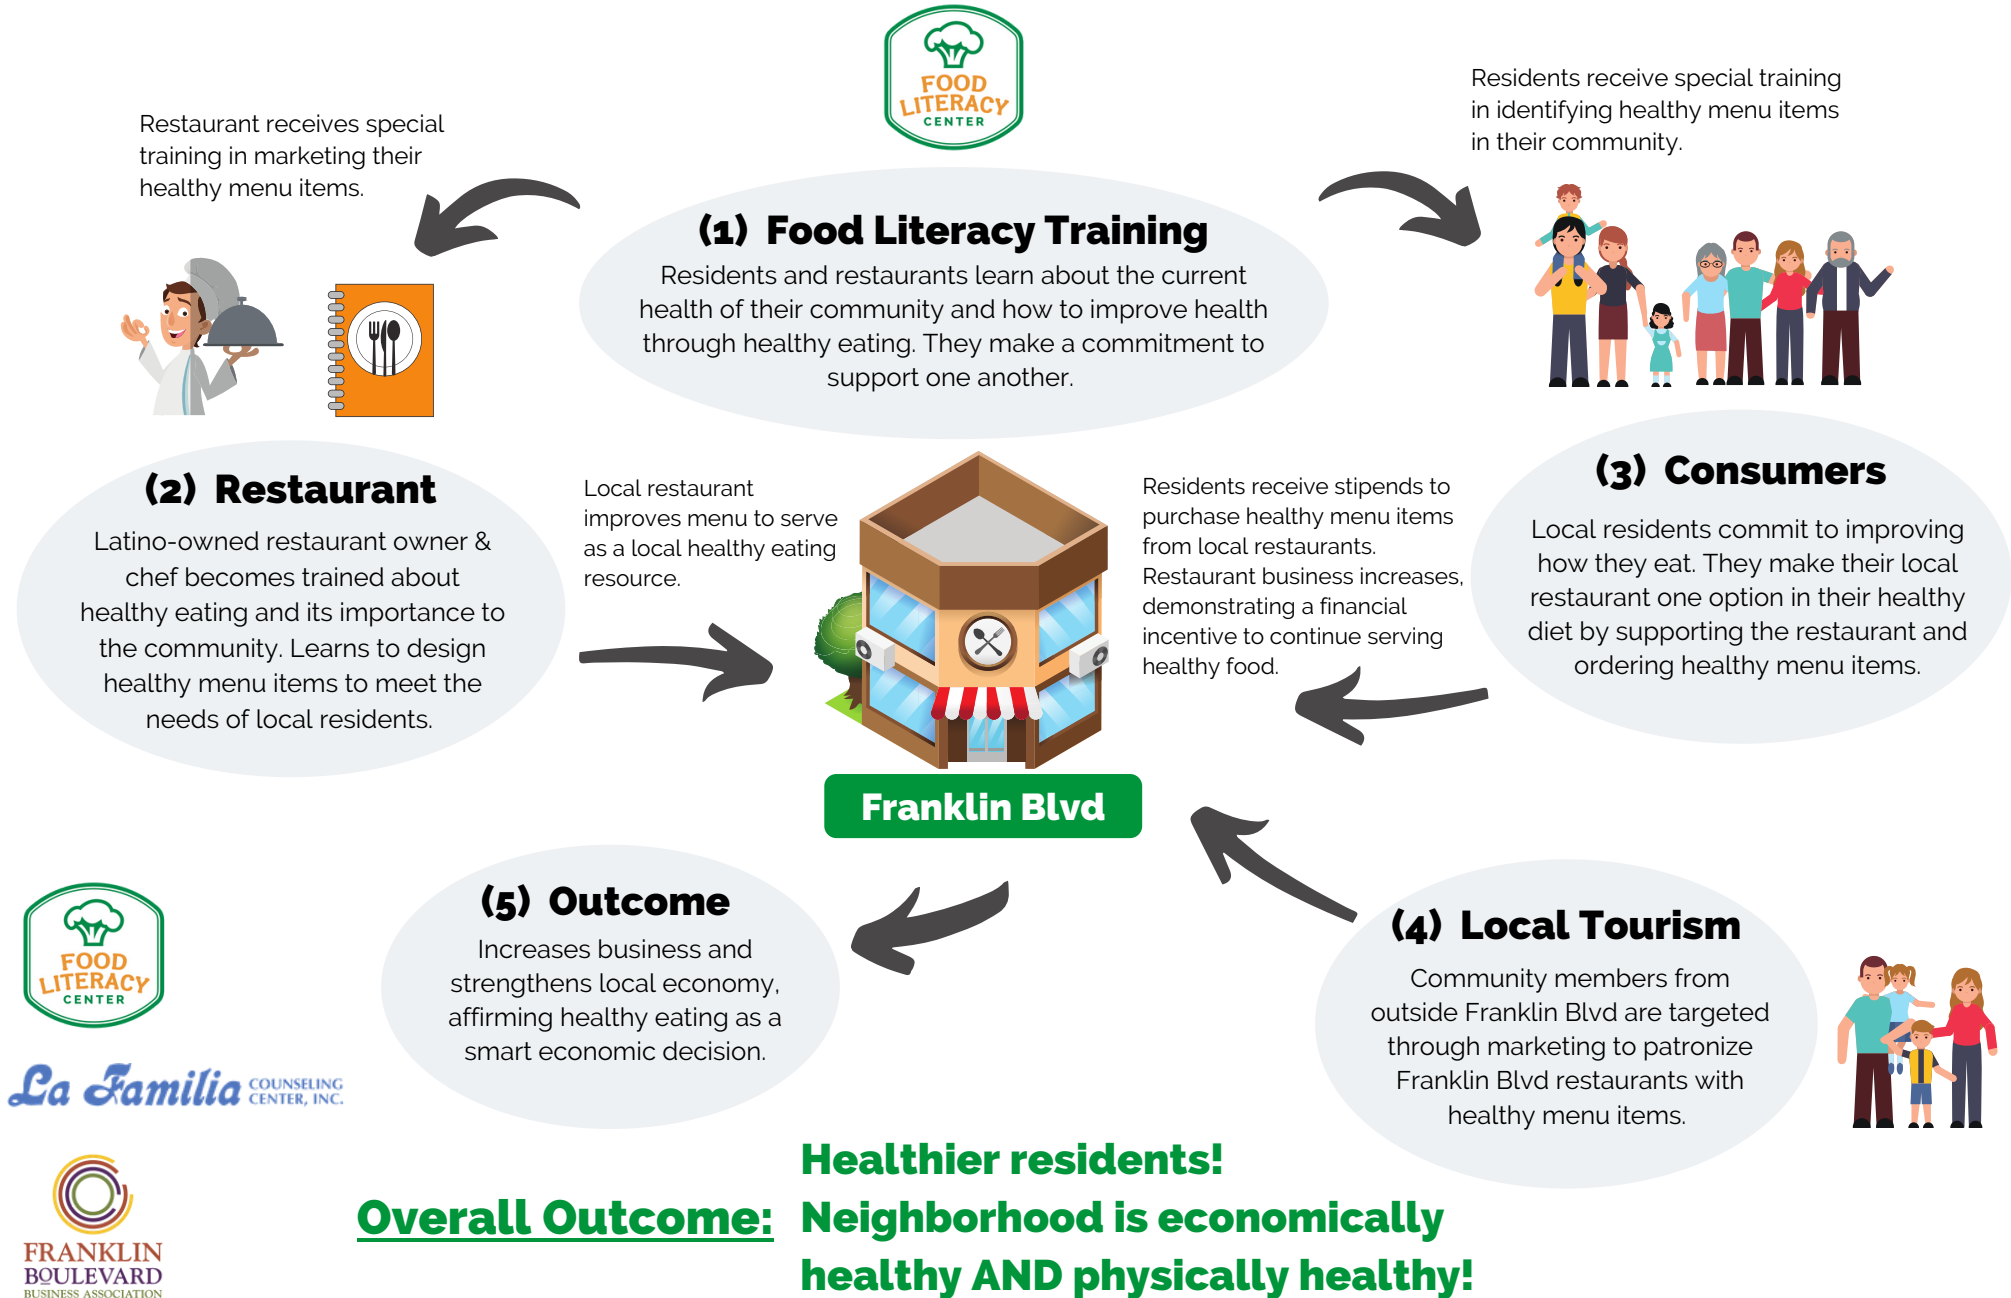 FOOD
LITERACY
CENTER
Restaurant receives special
training in marketing their
healthy menu items.
Residents receive special training
in identifying healthy menu items
in their community.
(1) Food Literacy Training
Residents and restaurants learn about the current
health of their community and how to improve health
through healthy eating. They make a commitment to
support one another.
(2) Restaurant
Latino-owned restaurant owner &
chef becomes trained about
healthy eating and its importance to
the community. Learns to design
healthy menu items to meet the
needs of local residents.
Local restaurant
improves menu to serve
as a local healthy eating
resource.
Residents receive stipends to
purchase healthy menu items
from local restaurants.
Restaurant business increases,
demonstrating a financial
incentive to continue serving
healthy food.
(3) Consumers
Local residents commit to improving
how they eat. They make their local
restaurant one option in their healthy
diet by supporting the restaurant and
ordering healthy menu items.
Franklin Blvd
(4) Local Tourism
Community members from
outside Franklin Blvd are targeted
through marketing to patronize
Franklin Blvd restaurants with
healthy menu items.
(5) Outcome
Increases business and
strengthens local economy,
affirming healthy eating as a
smart economic decision.
FOOD
LITERACY
CENTER
La Familia COUNSELING
CENTER, INC.
FRANKLIN
BOULEVARD
BUSINESS ASSOCIATION
Overall Outcome:
Healthier residents!
Neighborhood is economically
healthy AND physically healthy!